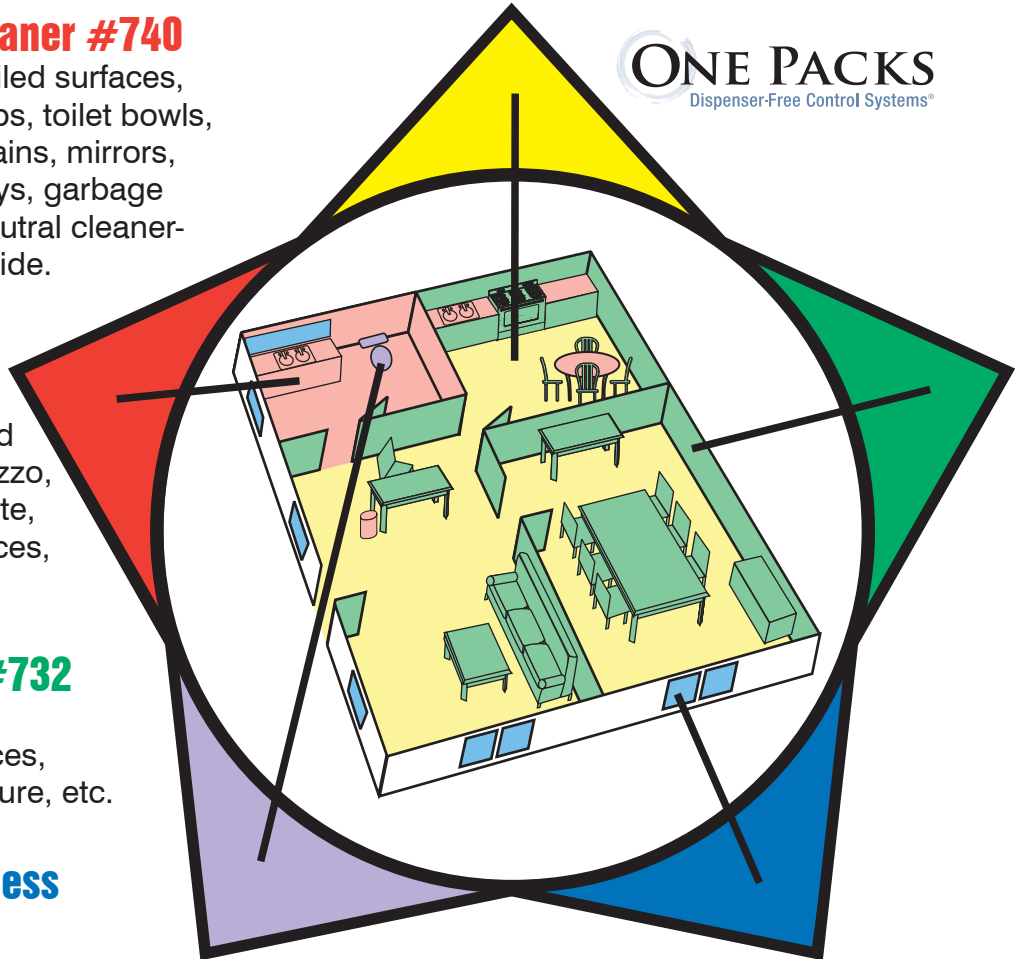 aner #740
iled surfaces,
os, toilet bowls,
ains, mirrors,
ys, garbage
utral cleaner-
ide.
d
zzo,
te,
ces,
#732
ces,
ure, etc.
ess
ONE PACKS
Dispenser-Free Control Systems®